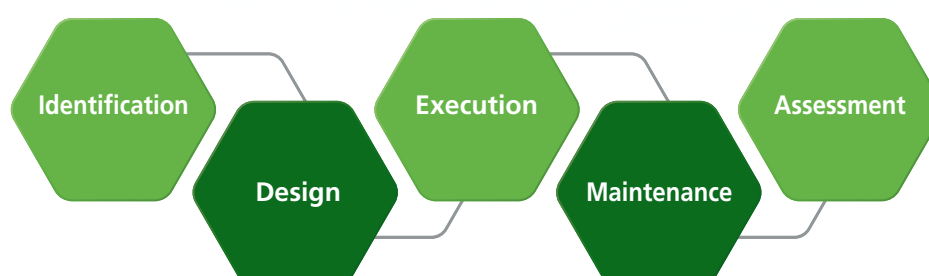 Identification
Design
Execution
Maintenance
Assessment